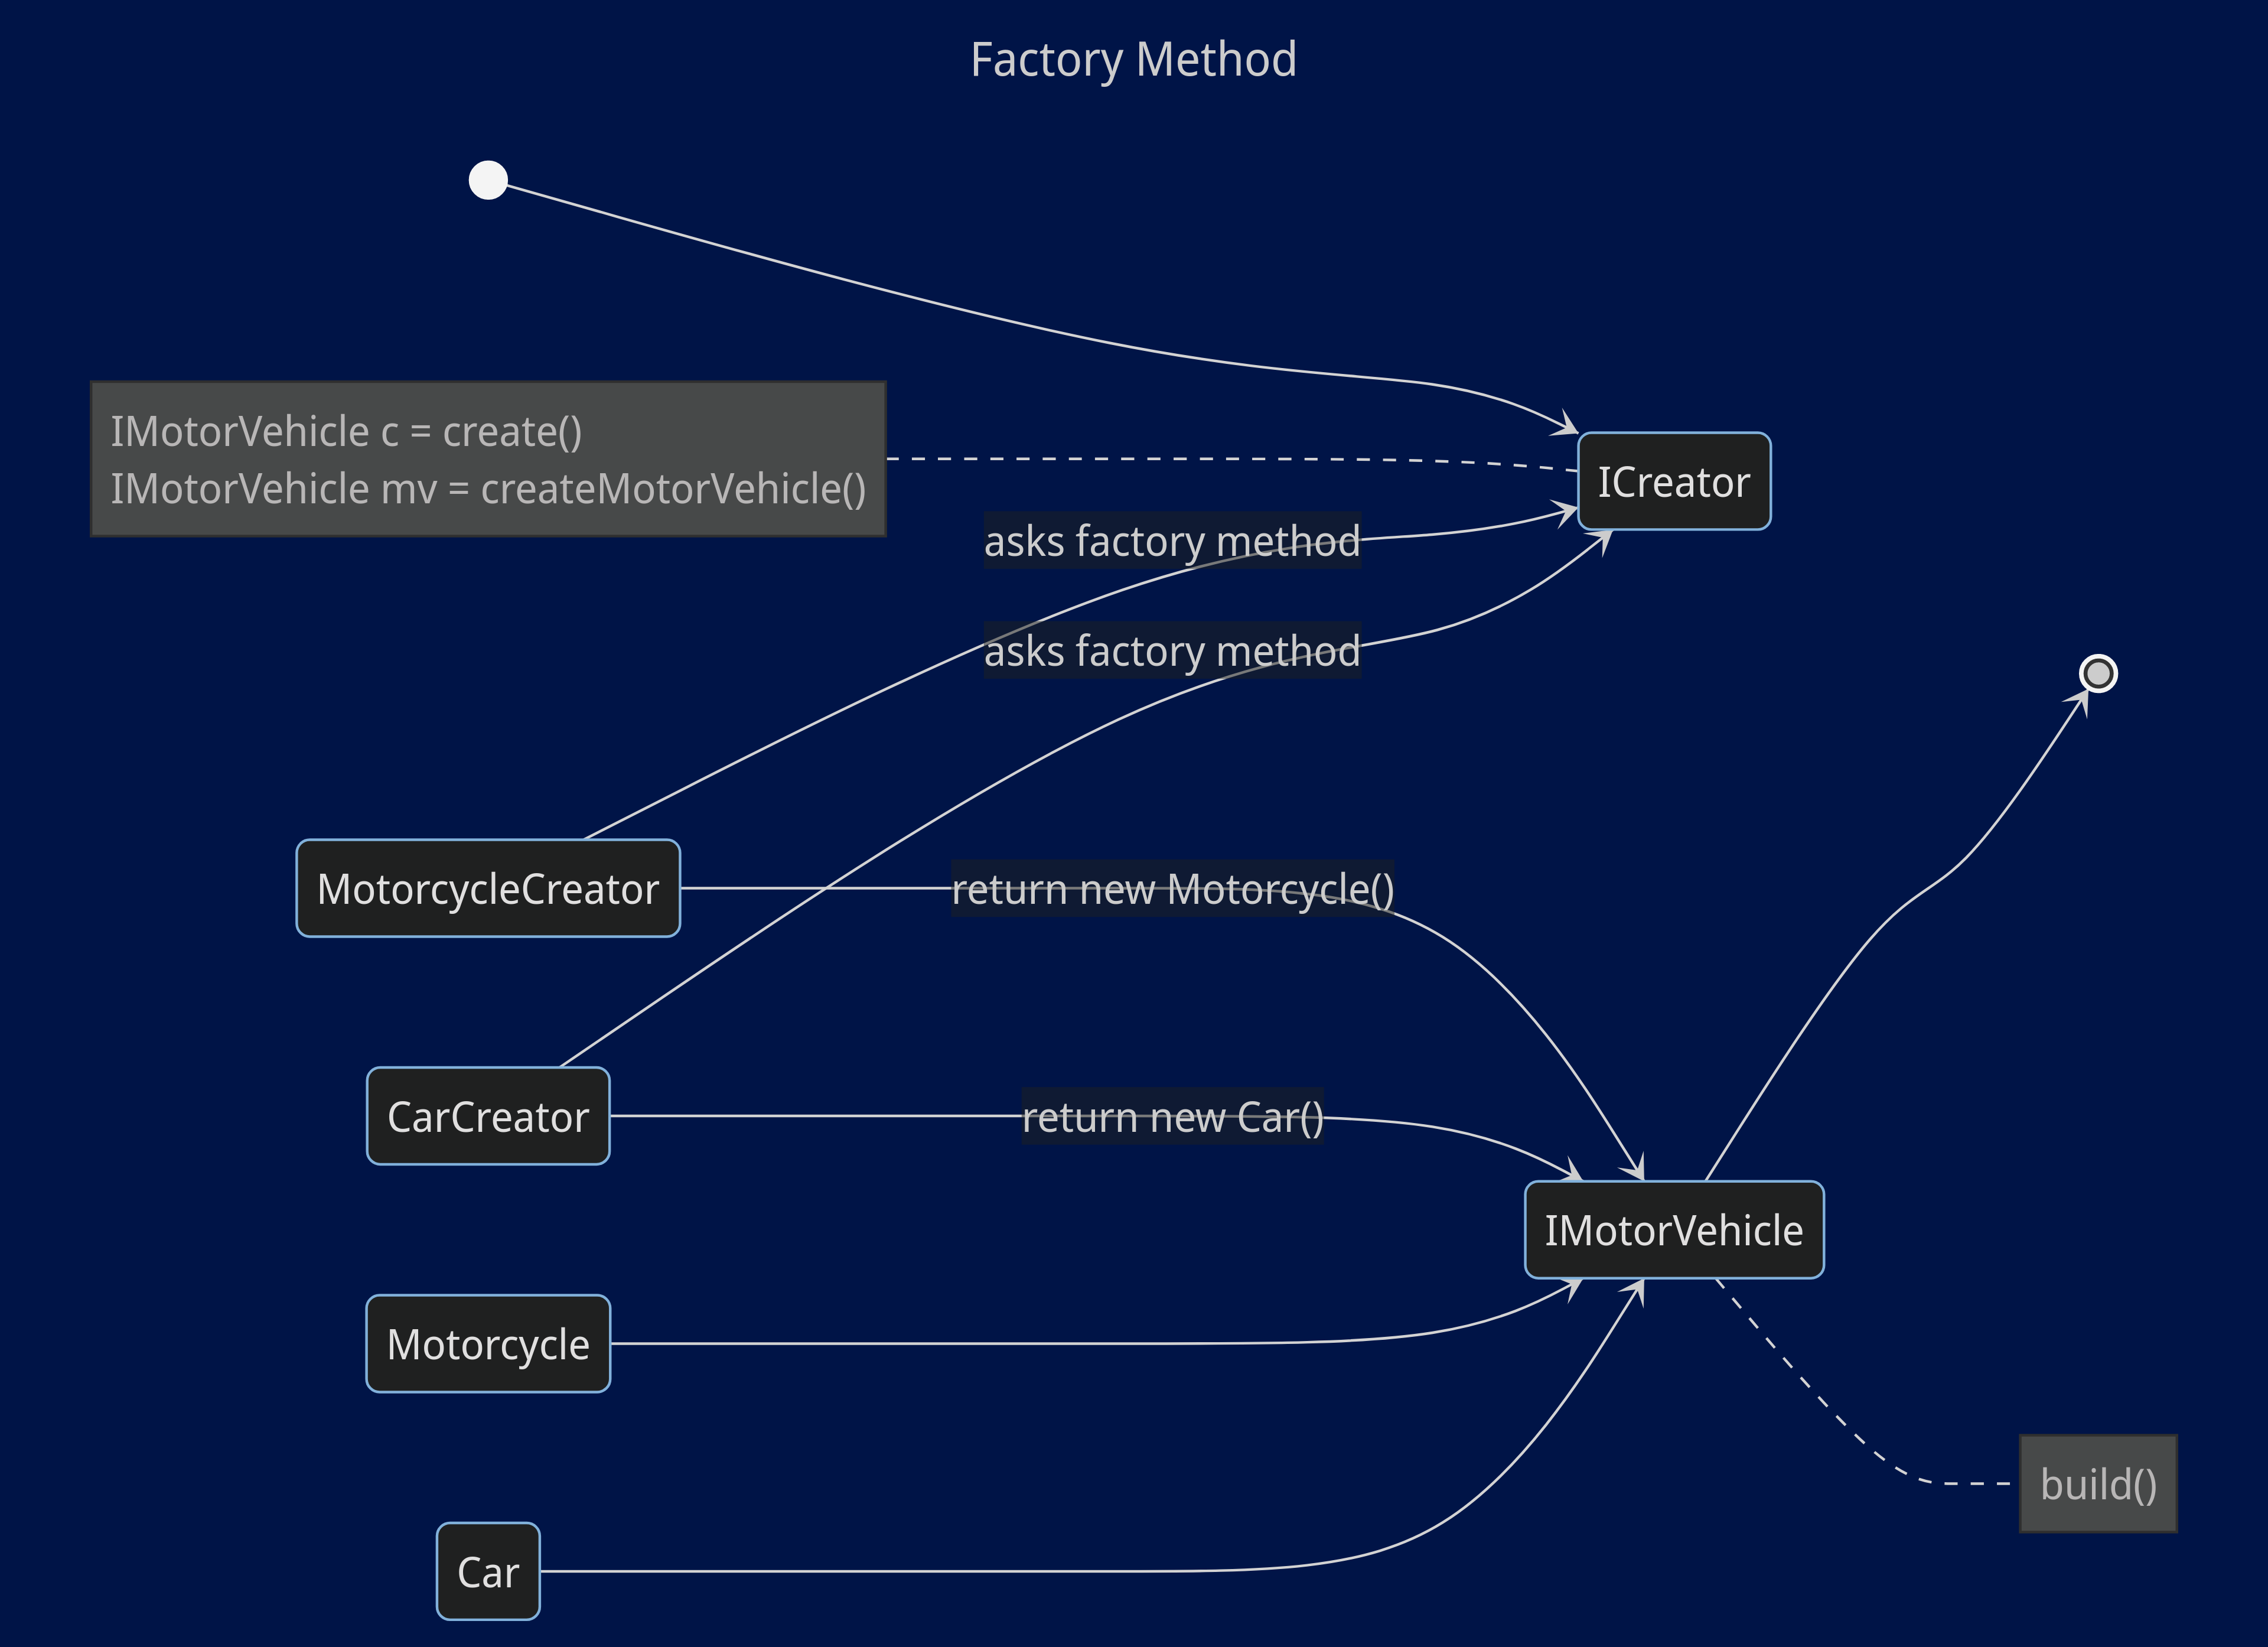 Factory Method
IMotorVehicle c = create()
IMotorVehicle mv = createMotorVehicle()
ICreator
asks factory method
asks factory method
MotorcycleCreator
return new Motorcycle()
CarCreator
return new Car()
IMotorVehicle
Motorcycle
build()
Car